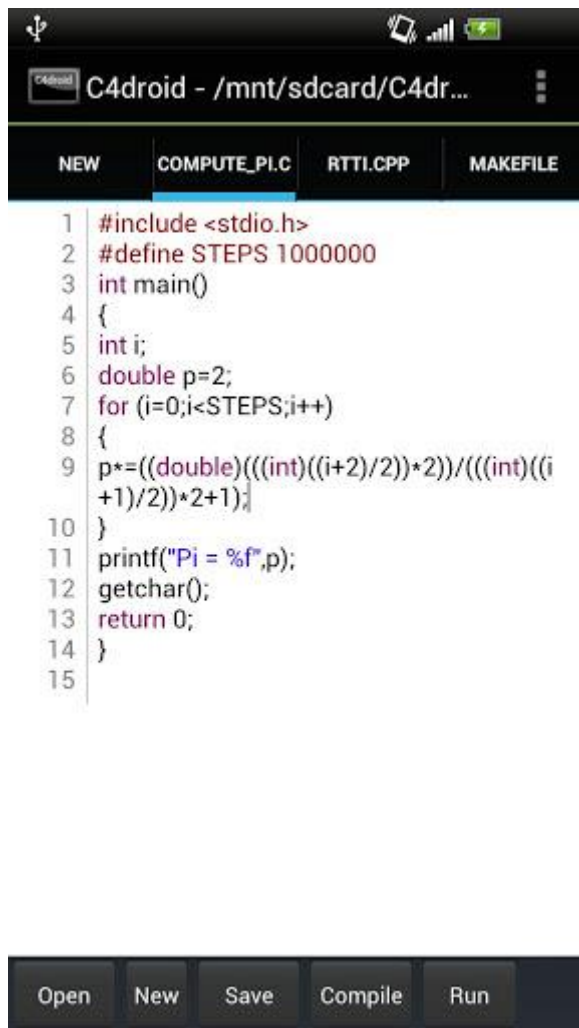 C4droid
C4droid - /mnt/sdcard/C4dr...
NEW COMPUTE_PI.C RTTI.CPP MAKEFILE
1 #include <stdio.h>
2 #define STEPS 1000000
3 int main()
4 {
5 int i;
6 double p=2;
7 for (i=0;i<STEPS;i++)
8 {
9 p*=((double)(((int)((i+2)/2))*2))/(((int)((i
+1)/2))*2+1);
10 }
11 printf("Pi = %f",p);
12 getchar();
13 return 0;
14 }
15
Open New Save Compile Run